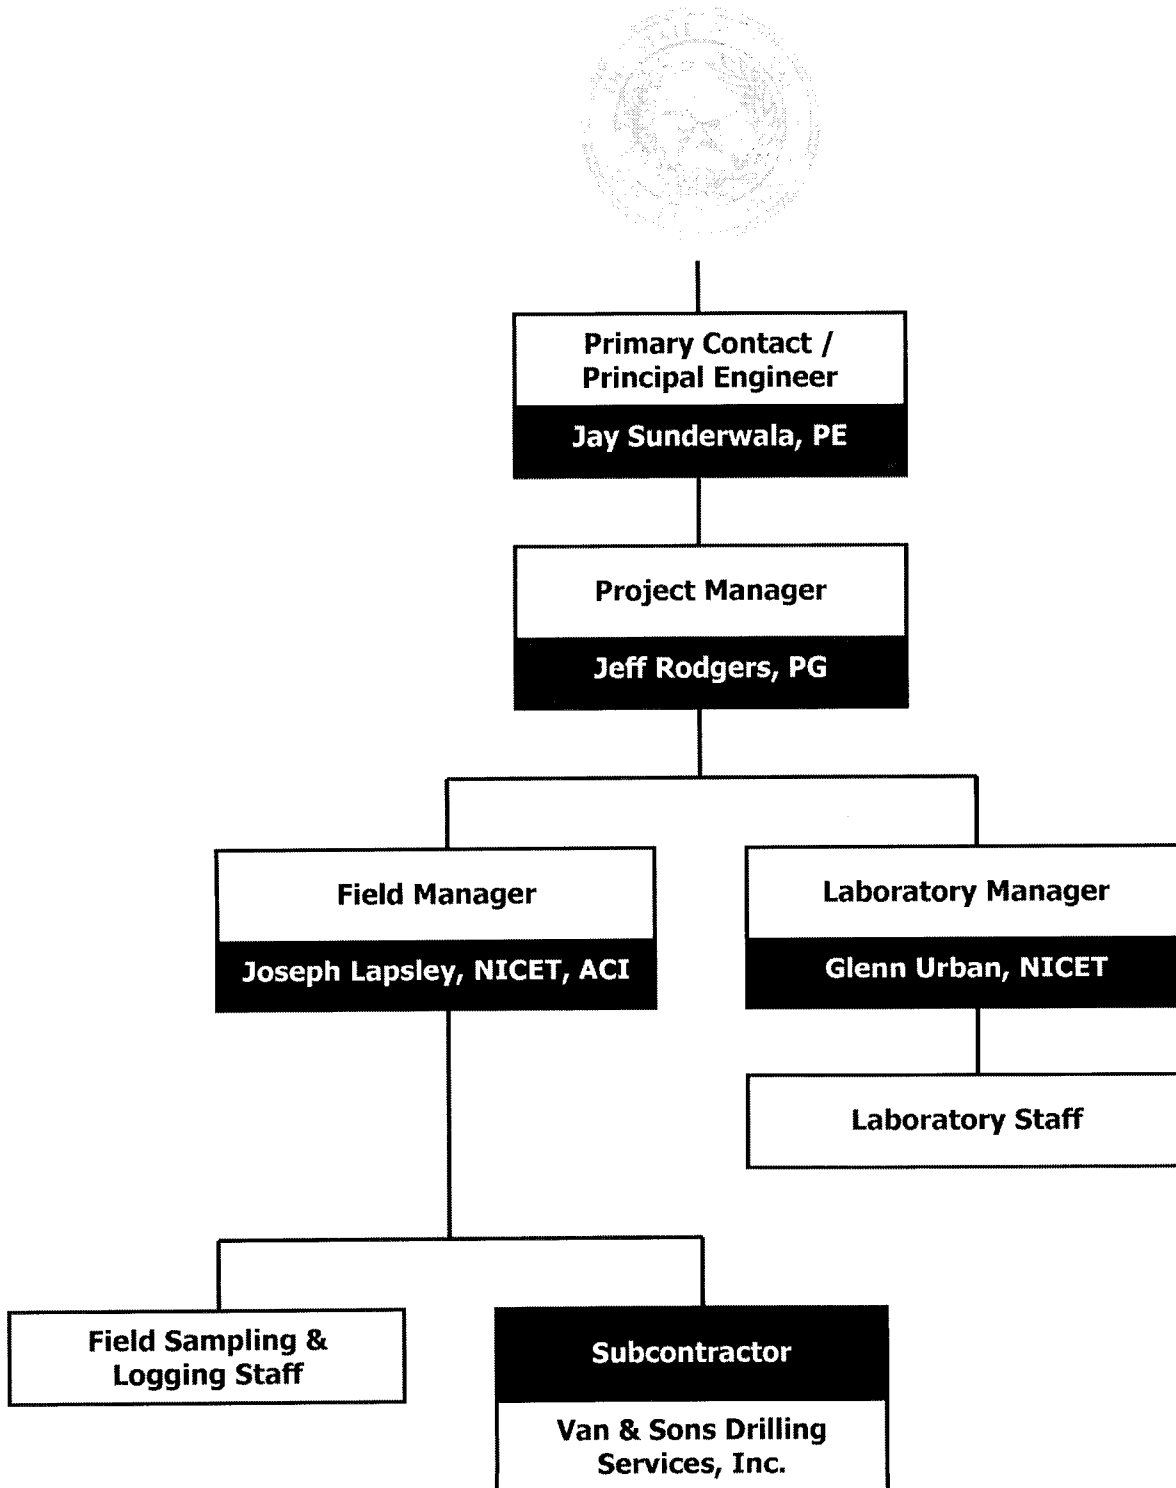 Primary Contact /
Principal Engineer
Jay Sunderwala, PE
Project Manager
Jeff Rodgers, PG
Field Manager
Joseph Lapsley, NICET, ACI
Laboratory Manager
Glenn Urban, NICET
Laboratory Staff
Field Sampling &
Logging Staff
Subcontractor
Van & Sons Drilling
Services, Inc.